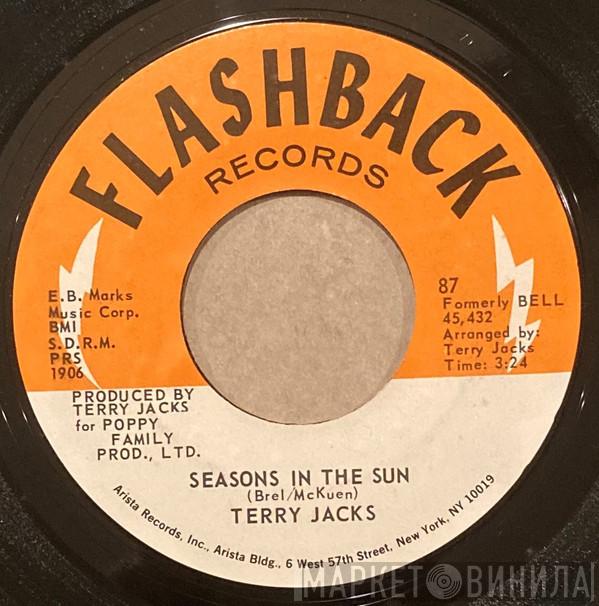 FLASHBACK
RECORDS
E.B. Marks
Music Corp.
BMI
S.D.R.M.
PRS
1906
PRODUCED BY
TERRY JACKS
for POPPY
FAMILY
PROD., LTD.
87
Formerly BELL
45,432
Arranged by:
Terry Jacks
Time: 3:24
SEASONS IN THE SUN
(Brel/McKuen)
TERRY JACKS
Arista Records, Inc., Arista Bldg., 6 West 57th Street, New York, NY 10019
МАРКЕТ ВИНИЛА